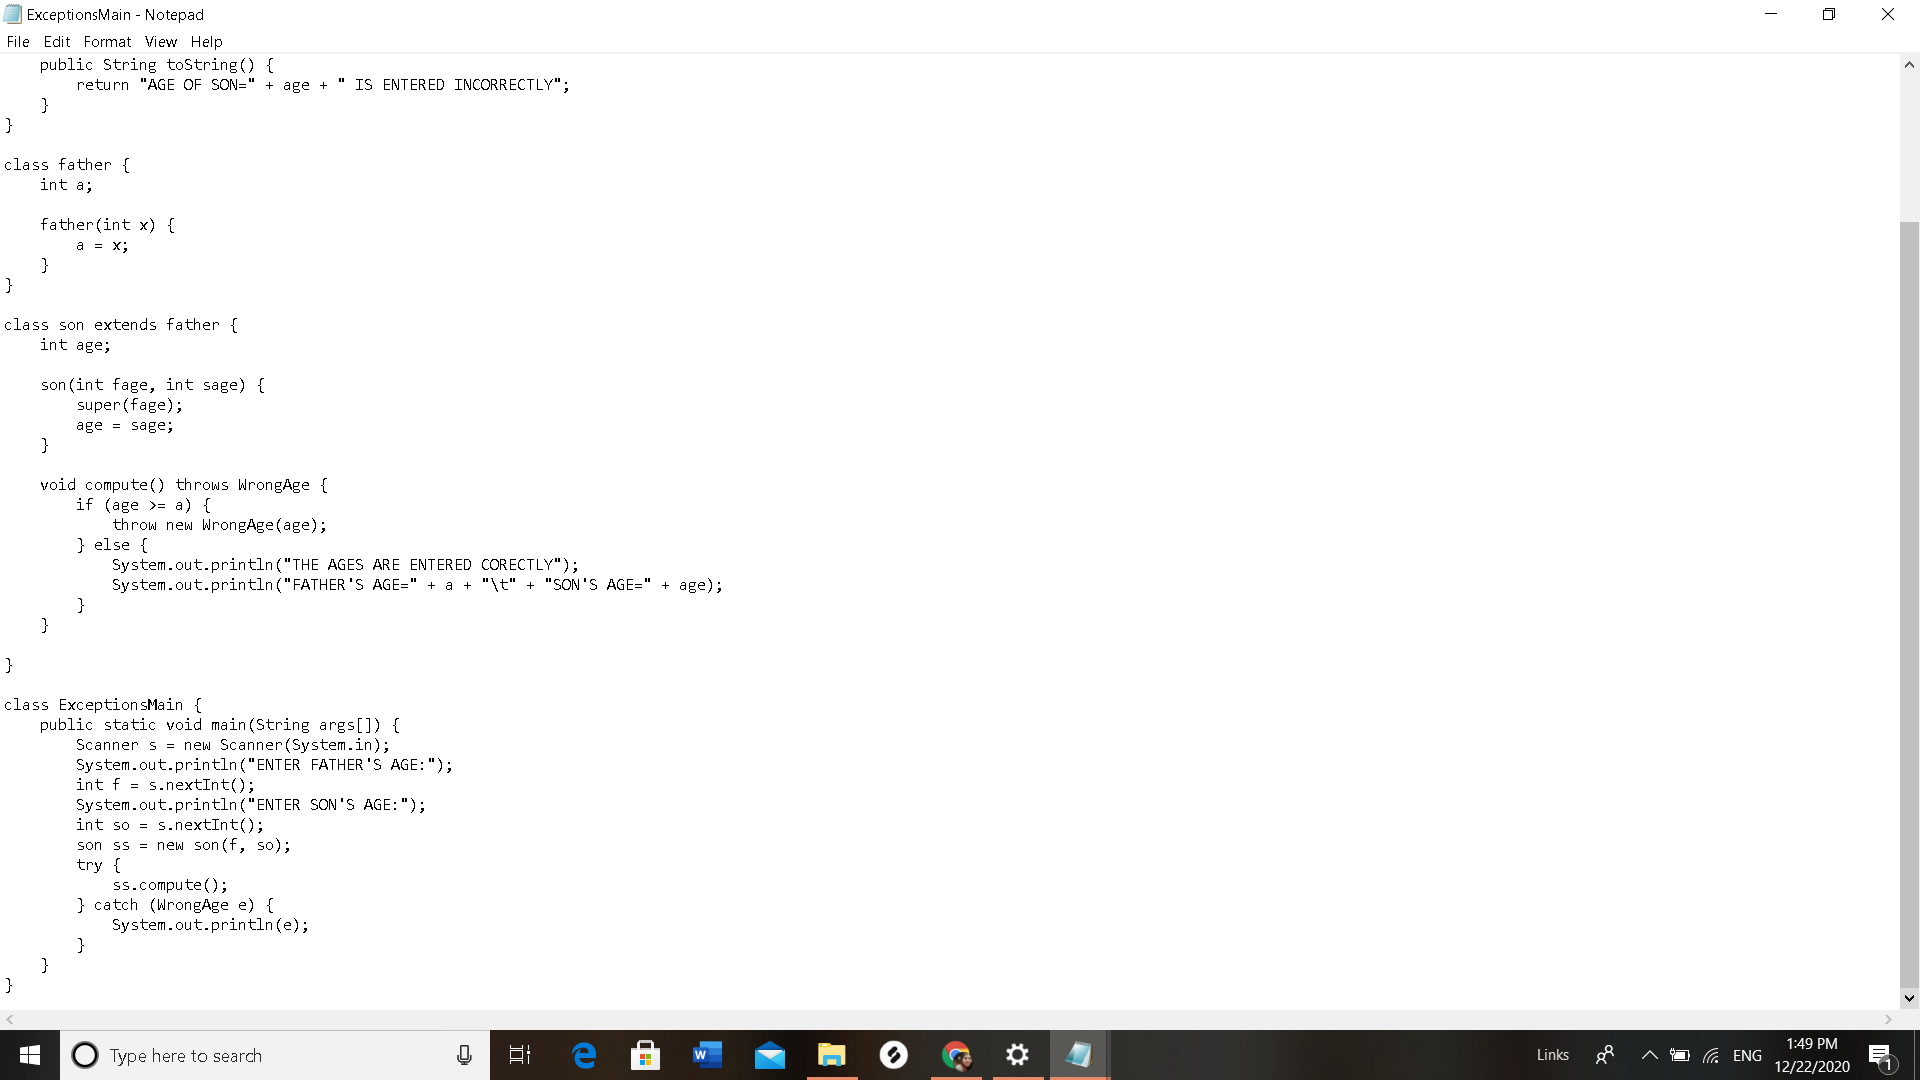 ExceptionsMain - Notepad
File Edit Format View Help
    public String toString() {
        return "AGE OF SON=" + age + " IS ENTERED INCORRECTLY";
    }
}

class father {
    int a;

    father(int x) {
        a = x;
    }
}

class son extends father {
    int age;

    son(int fage, int sage) {
        super(fage);
        age = sage;
    }

    void compute() throws WrongAge {
        if (age >= a) {
            throw new WrongAge(age);
        } else {
            System.out.println("THE AGES ARE ENTERED CORECTLY");
            System.out.println("FATHER'S AGE=" + a + "\t" + "SON'S AGE=" + age);
        }
    }

}

class ExceptionsMain {
    public static void main(String args[]) {
        Scanner s = new Scanner(System.in);
        System.out.println("ENTER FATHER'S AGE:");
        int f = s.nextInt();
        System.out.println("ENTER SON'S AGE:");
        int so = s.nextInt();
        son ss = new son(f, so);
        try {
            ss.compute();
        } catch (WrongAge e) {
            System.out.println(e);
        }
    }
}
Type here to search
W
Links
ENG
1:49 PM
12/22/2020
1